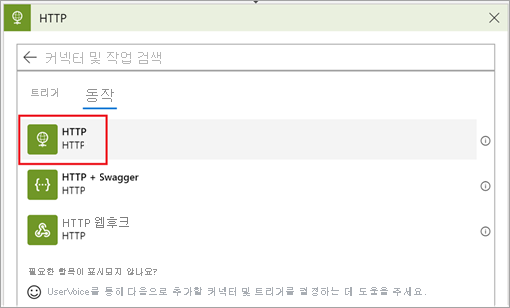 HTTP
커넥터 및 작업 검색
트리거 동작
HTTP
HTTP
HTTP + Swagger
HTTP
HTTP 웹후크
HTTP
필요한 항목이 표시되지 않나요?
UserVoice를 통해 다음으로 추가할 커넥터 및 트리거를 결정하는 데 도움을 주세요.